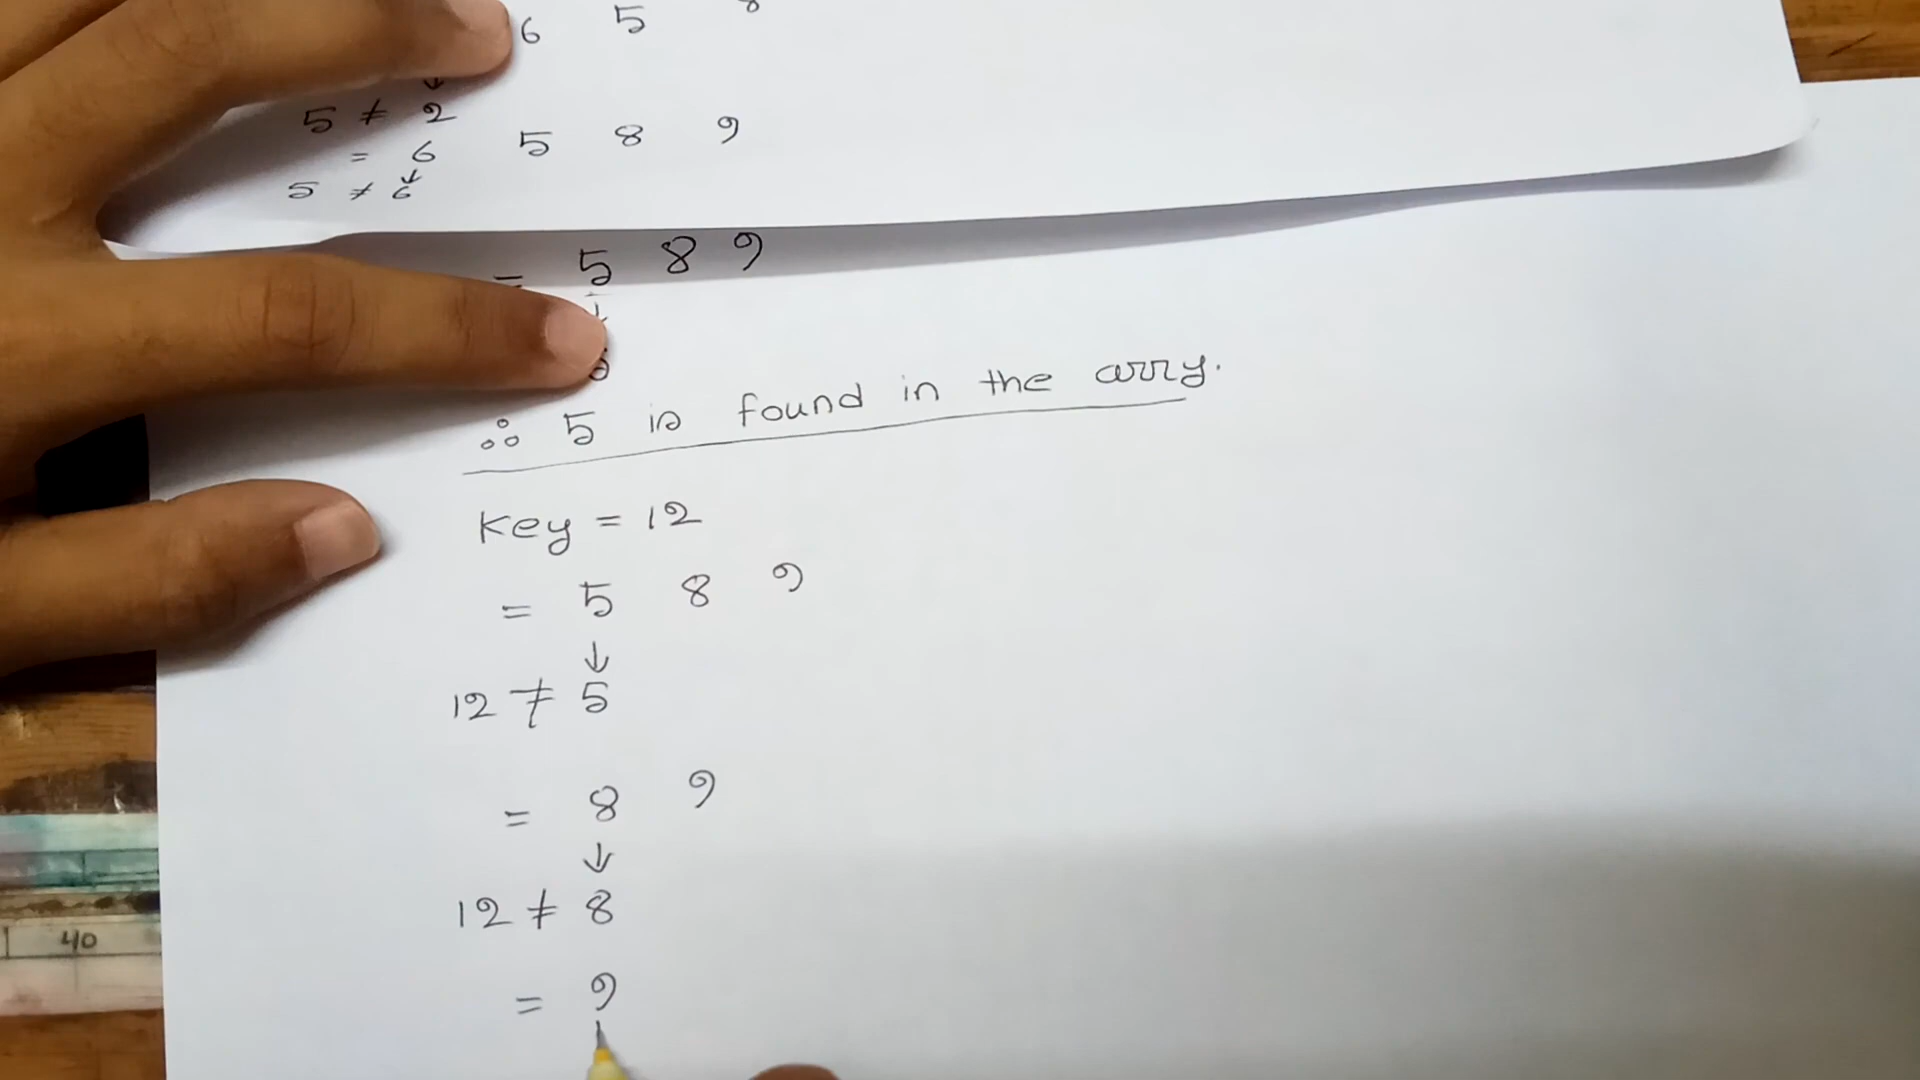 6 5 8
↓
5 ≠ 2
= 6 5 8 9
↓
5 ≠ 6
= 5 8 9
↓
∴ 5 is found in the arry.
Key = 12
= 5 8 9
↓
12 ≠ 5
= 8 9
↓
12 ≠ 8
= 9
40